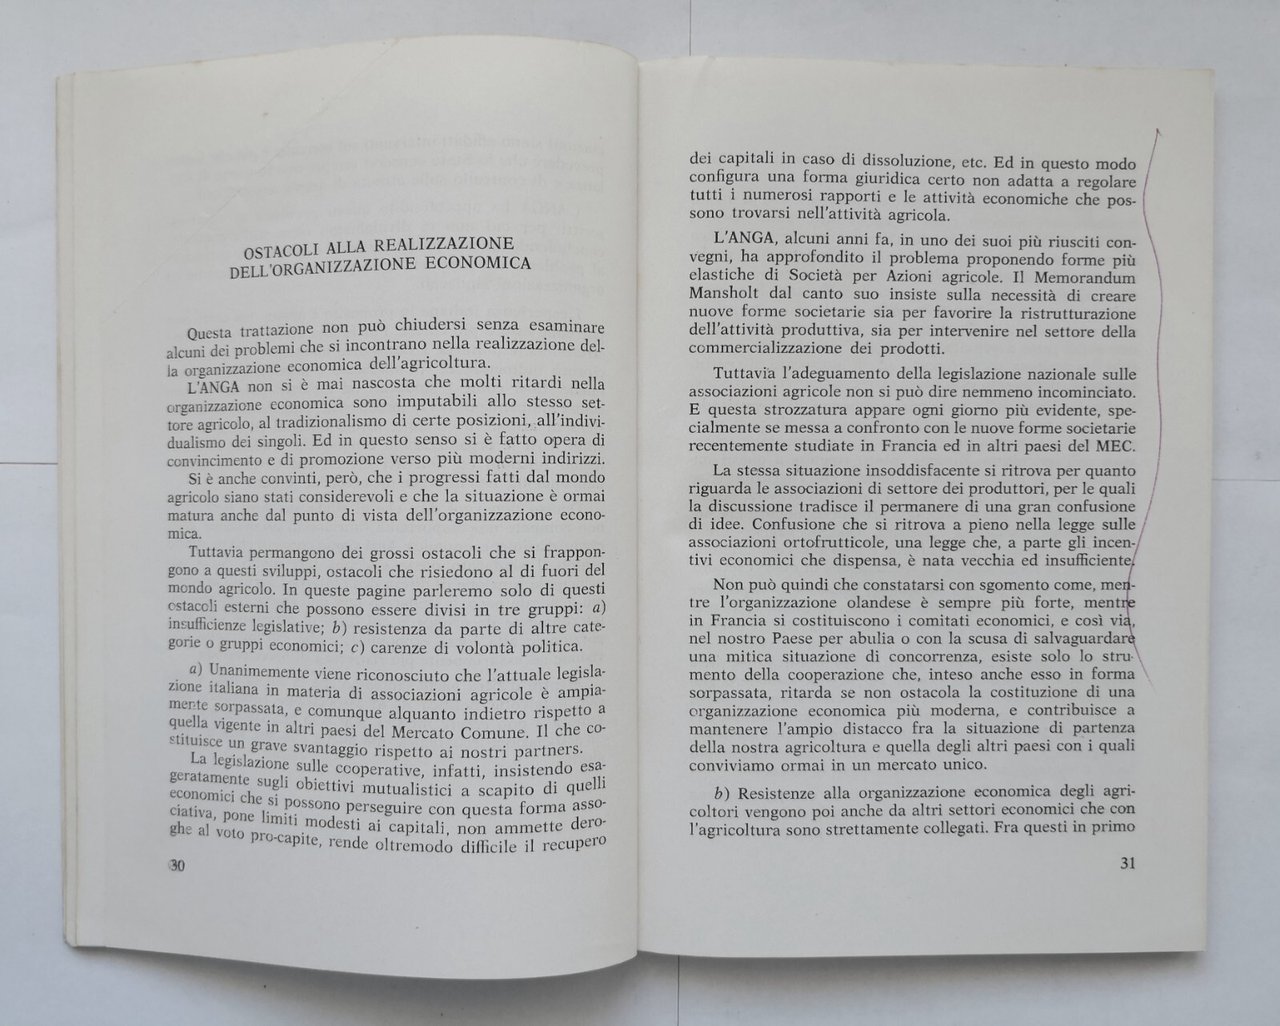 OSTACOLI ALLA REALIZZAZIONE
DELL'ORGANIZZAZIONE ECONOMICA
Questa trattazione non può chiudersi senza esaminare
alcuni dei problemi che si incontrano nella realizzazione del-
la organizzazione economica dell'agricoltura.
L'ANGA non si è mai nascosta che molti ritardi nella
organizzazione economica sono imputabili allo stesso set-
tore agricolo, al tradizionalismo di certe posizioni, all'indivi-
dualismo dei singoli. Ed in questo senso si è fatto opera di
convincimento e di promozione verso più moderni indirizzi.
Si è anche convinti, però, che i progressi fatti dal mondo
agricolo siano stati considerevoli e che la situazione è ormai
matura anche dal punto di vista dell'organizzazione econo-
mica.
Tuttavia permangono dei grossi ostacoli che si frappon-
gono a questi sviluppi, ostacoli che risiedono al di fuori del
mondo agricolo. In queste pagine parleremo solo di questi
ostacoli esterni che possono essere divisi in tre gruppi: a)
insufficienze legislative; b) resistenza da parte di altre cate-
gorie o gruppi economici; c) carenze di volontà politica.
a) Unanimemente viene riconosciuto che l'attuale legisla-
zione italiana in materia di associazioni agricole è ampia-
mente sorpassata, e comunque alquanto indietro rispetto a
quella vigente in altri paesi del Mercato Comune. Il che co-
stituisce un grave svantaggio rispetto ai nostri partners.
La legislazione sulle cooperative, infatti, insistendo esa-
geratamente sugli obiettivi mutualistici a scapito di quelli
economici che si possono perseguire con questa forma asso-
ciativa, pone limiti modesti ai capitali, non ammette dero-
ghe al voto pro-capite, rende oltremodo difficile il recupero
30
dei capitali in caso di dissoluzione, etc. Ed in questo modo
configura una forma giuridica certo non adatta a regolare
tutti i numerosi rapporti e le attività economiche che pos-
sono trovarsi nell'attività agricola.
L'ANGA, alcuni anni fa, in uno dei suoi più riusciti con-
vegni, ha approfondito il problema proponendo forme più
elastiche di Società per Azioni agricole. Il Memorandum
Mansholt dal canto suo insiste sulla necessità di creare
nuove forme societarie sia per favorire la ristrutturazione
dell'attività produttiva, sia per intervenire nel settore della
commercializzazione dei prodotti.
Tuttavia l'adeguamento della legislazione nazionale sulle
associazioni agricole non si può dire nemmeno incominciato.
E questa strozzatura appare ogni giorno più evidente, spe-
cialmente se messa a confronto con le nuove forme societarie
recentemente studiate in Francia ed in altri paesi del MEC.
La stessa situazione insoddisfacente si ritrova per quanto
riguarda le associazioni di settore dei produttori, per le quali
la discussione tradisce il permanere di una gran confusione
di idee. Confusione che si ritrova a pieno nella legge sulle
associazioni ortofrutticole, una legge che, a parte gli incen-
tivi economici che dispensa, è nata vecchia ed insufficiente.
Non può quindi che constatarsi con sgomento come, men-
tre l'organizzazione olandese è sempre più forte, mentre
in Francia si costituiscono i comitati economici, e così via,
nel nostro Paese per abulia o con la scusa di salvaguardare
una mitica situazione di concorrenza, esiste solo lo stru-
mento della cooperazione che, inteso anche esso in forma
sorpassata, ritarda se non ostacola la costituzione di una
organizzazione economica più moderna, e contribuisce a
mantenere l'ampio distacco fra la situazione di partenza
della nostra agricoltura e quella degli altri paesi con i quali
conviviamo ormai in un mercato unico.
b) Resistenze alla organizzazione economica degli agri-
coltori vengono poi anche da altri settori economici che con
l'agricoltura sono strettamente collegati. Fra questi in primo
31